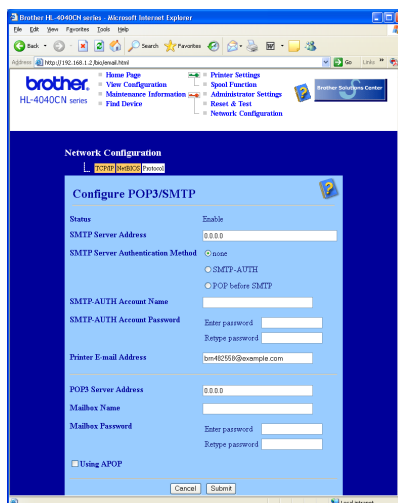 Brother HL-4040CN series - Microsoft Internet Explorer
File Edit View Favorites Tools Help
Back Search Favorites
Address http://192.168.1.2/bio/email.html Go Links
brother. HL-4040CN series
Home Page
View Configuration
Maintenance Information
Find Device
Printer Settings
Spool Function
Administrator Settings
Reset & Test
Network Configuration
Brother Solutions Center
Network Configuration
TCP/IP NetBIOS Protocol
Configure POP3/SMTP
Status Enable
SMTP Server Address 0.0.0.0
SMTP Server Authentication Method none
SMTP-AUTH
POP before SMTP
SMTP-AUTH Account Name
SMTP-AUTH Account Password Enter password
Retype password
Printer E-mail Address brn482550@example.com
POP3 Server Address 0.0.0.0
Mailbox Name
Mailbox Password Enter password
Retype password
Using APOP
Cancel Submit
Local intranet